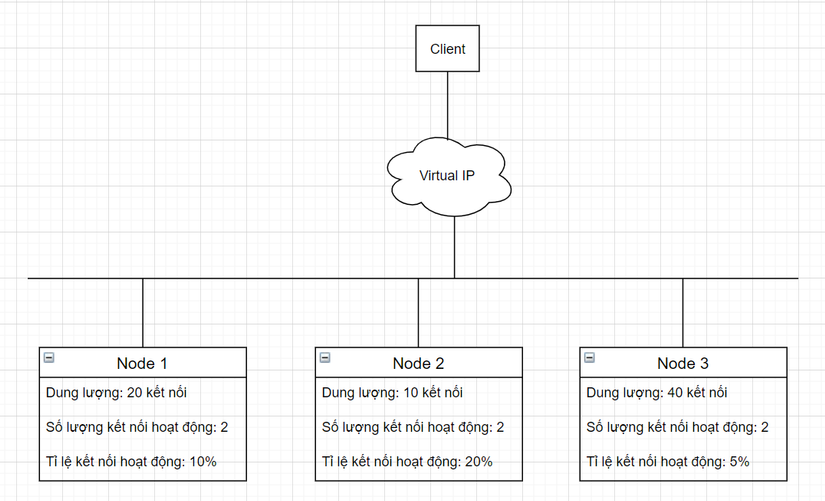 Client
Virtual IP
Node 1
Dung lượng: 20 kết nối
Số lượng kết nối hoạt động: 2
Tỉ lệ kết nối hoạt động: 10%
Node 2
Dung lượng: 10 kết nối
Số lượng kết nối hoạt động: 2
Tỉ lệ kết nối hoạt động: 20%
Node 3
Dung lượng: 40 kết nối
Số lượng kết nối hoạt động: 2
Tỉ lệ kết nối hoạt động: 5%